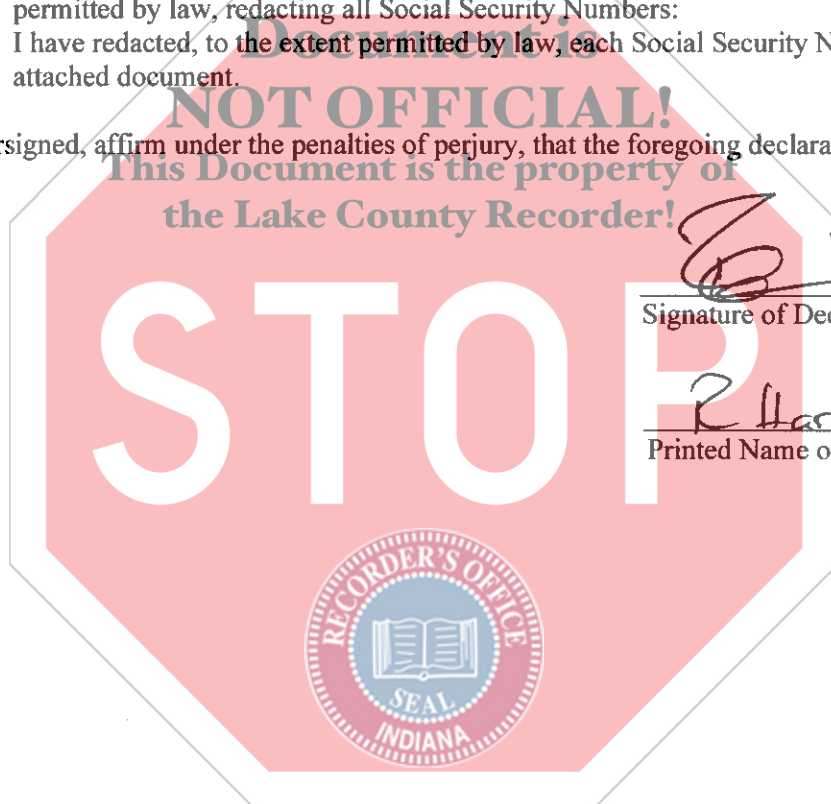 permitted by law, redacting all Social Security Numbers:
Document is
I have redacted, to the extent permitted by law, each Social Security N
attached document.
NOT OFFICIAL!
rsigned, affirm under the penalties of perjury, that the foregoing declara
This Document is the property of
the Lake County Recorder!
Signature of Dec
STOP
R Har
Printed Name o
RECORDER'S OFFICE
SEAL
INDIANA